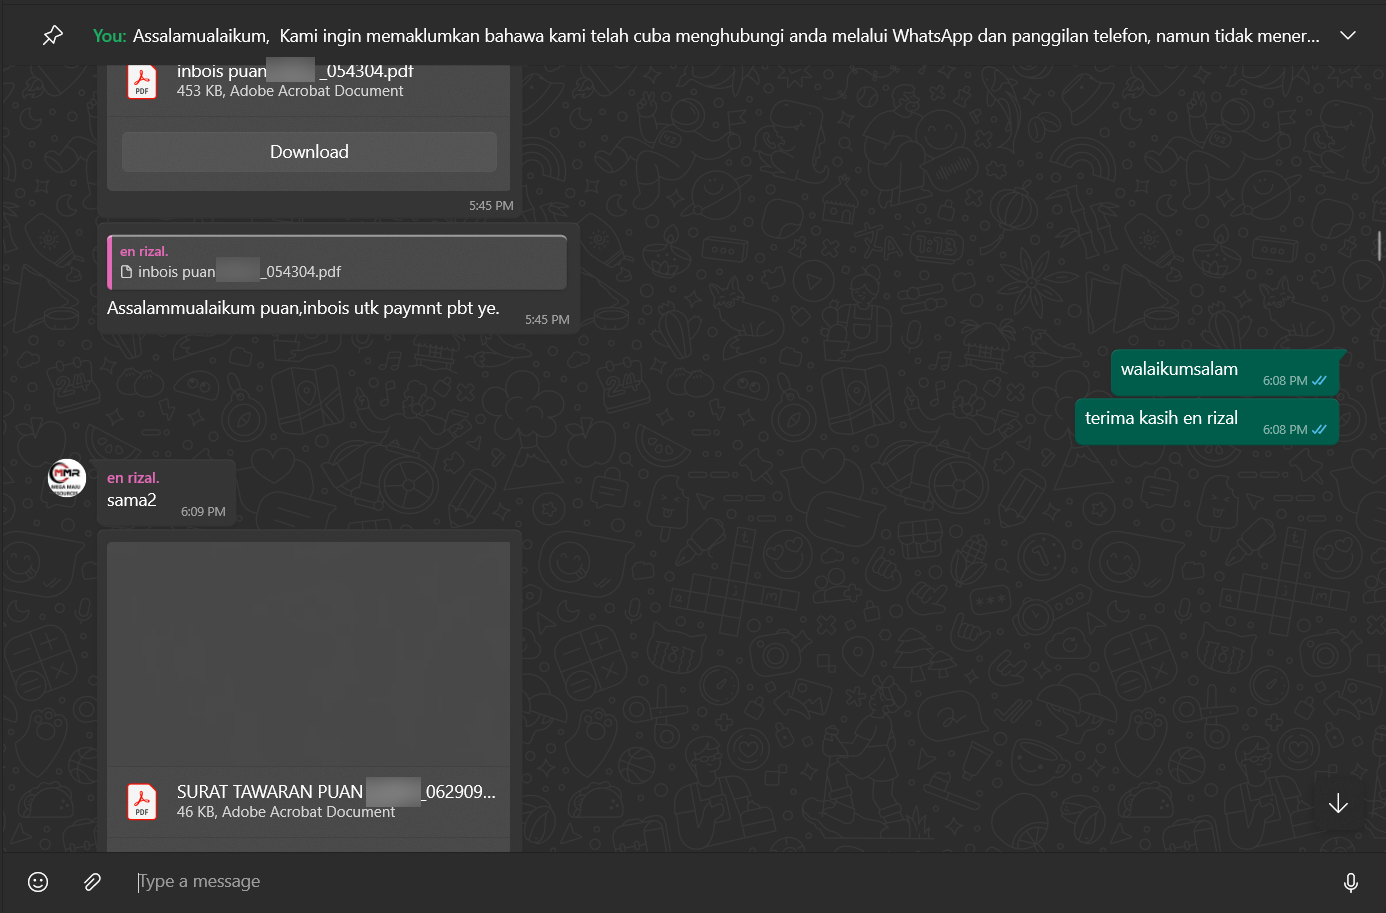 You: Assalamualaikum,  Kami ingin memaklumkan bahawa kami telah cuba menghubungi anda melalui WhatsApp dan panggilan telefon, namun tidak mener...
inbois puan _054304.pdf
453 KB, Adobe Acrobat Document
PDF
Download
5:45 PM
en rizal.
inbois puan _054304.pdf
Assalammualaikum puan,inbois utk paymnt pbt ye.
5:45 PM
walaikumsalam
6:08 PM
terima kasih en rizal
6:08 PM
MMR
MEGA MAJU
en rizal.
sama2
6:09 PM
SURAT TAWARAN PUAN _062909...
46 KB, Adobe Acrobat Document
PDF
Type a message